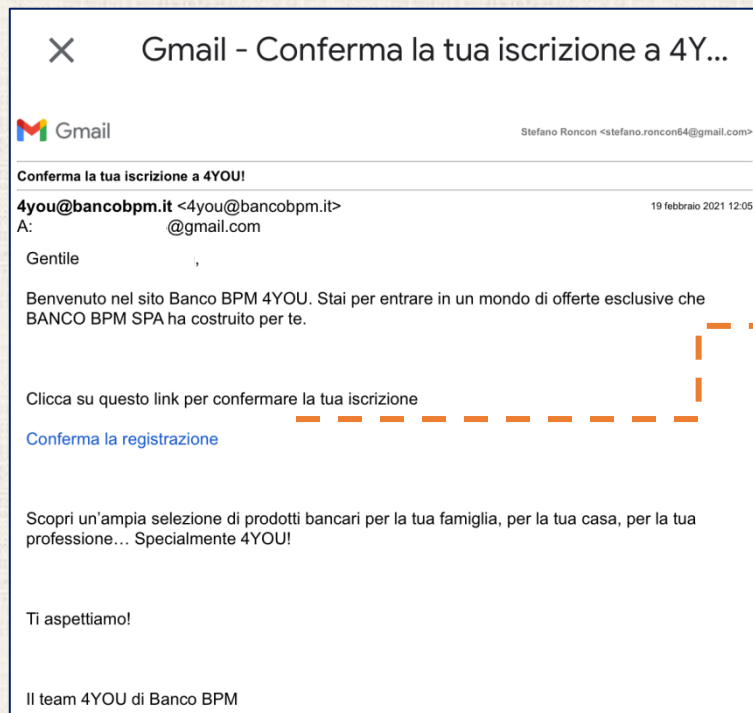 Gmail - Conferma la tua iscrizione a 4Y...
Gmail
Stefano Roncon <stefano.roncon64@gmail.com>
Conferma la tua iscrizione a 4YOU!
4you@bancobpm.it <4you@bancobpm.it>
19 febbraio 2021 12:05
A: @gmail.com
Gentile ,
Benvenuto nel sito Banco BPM 4YOU. Stai per entrare in un mondo di offerte esclusive che
BANCO BPM SPA ha costruito per te.
Clicca su questo link per confermare la tua iscrizione
Conferma la registrazione
Scopri un'ampia selezione di prodotti bancari per la tua famiglia, per la tua casa, per la tua
professione… Specialmente 4YOU!
Ti aspettiamo!
Il team 4YOU di Banco BPM